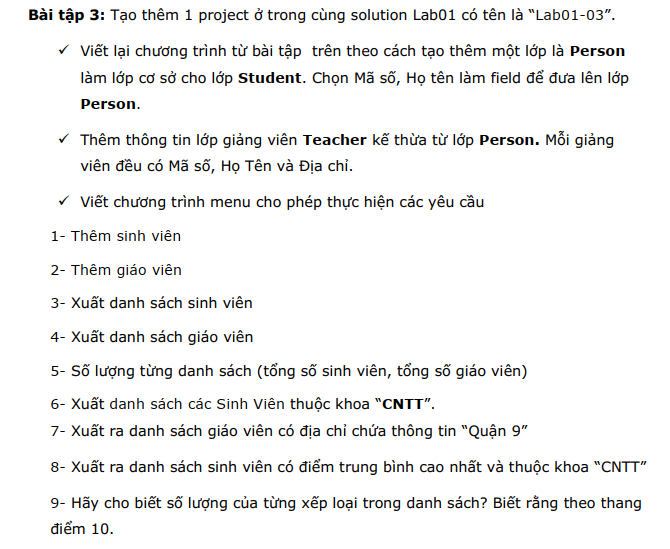 Bài tập 3: Tạo thêm 1 project ở trong cùng solution Lab01 có tên là “Lab01-03”.
✓ Viết lại chương trình từ bài tập trên theo cách tạo thêm một lớp là Person
làm lớp cơ sở cho lớp Student. Chọn Mã số, Họ tên làm field để đưa lên lớp
Person.
✓ Thêm thông tin lớp giảng viên Teacher kế thừa từ lớp Person. Mỗi giảng
viên đều có Mã số, Họ Tên và Địa chỉ.
✓ Viết chương trình menu cho phép thực hiện các yêu cầu
1- Thêm sinh viên
2- Thêm giáo viên
3- Xuất danh sách sinh viên
4- Xuất danh sách giáo viên
5- Số lượng từng danh sách (tổng số sinh viên, tổng số giáo viên)
6- Xuất danh sách các Sinh Viên thuộc khoa “CNTT”.
7- Xuất ra danh sách giáo viên có địa chỉ chứa thông tin “Quận 9”
8- Xuất ra danh sách sinh viên có điểm trung bình cao nhất và thuộc khoa “CNTT”
9- Hãy cho biết số lượng của từng xếp loại trong danh sách? Biết rằng theo thang
điểm 10.